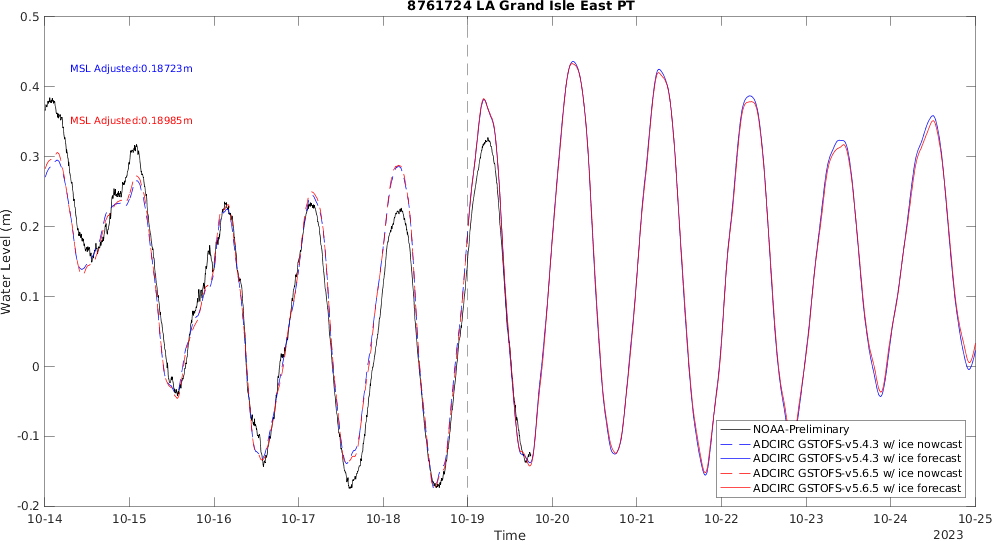 8761724 LA Grand Isle East PT
0.5
0.4
0.3
0.2
0.1
0
-0.1
-0.2
Water Level (m)
MSL Adjusted:0.18723m
MSL Adjusted:0.18985m
NOAA-Preliminary
ADCIRC GSTOFS-v5.4.3 w/ ice nowcast
ADCIRC GSTOFS-v5.4.3 w/ ice forecast
ADCIRC GSTOFS-v5.6.5 w/ ice nowcast
ADCIRC GSTOFS-v5.6.5 w/ ice forecast
10-14 10-15 10-16 10-17 10-18 10-19 10-20 10-21 10-22 10-23 10-24 10-25
Time
2023